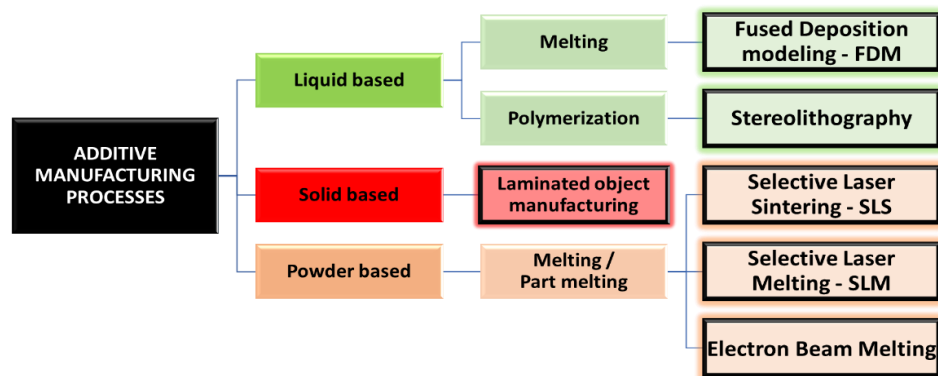 ADDITIVE
MANUFACTURING
PROCESSES
Liquid based
Melting
Fused Deposition
modeling - FDM
Polymerization
Stereolithography
Solid based
Laminated object
manufacturing
Powder based
Melting /
Part melting
Selective Laser
Sintering - SLS
Selective Laser
Melting - SLM
Electron Beam Melting